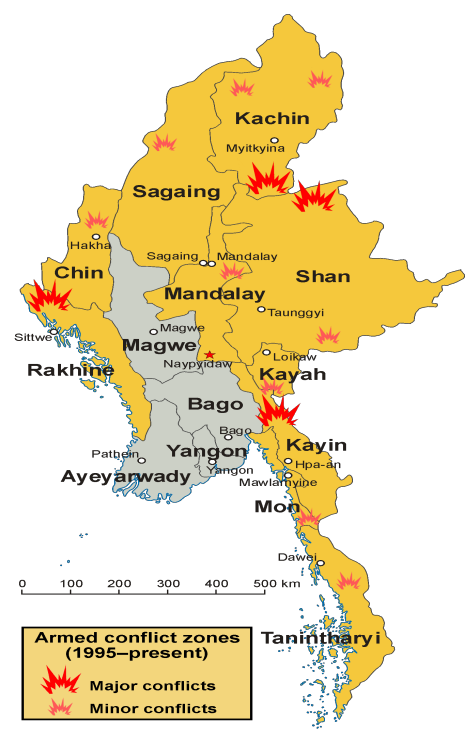 Kachin
Myitkyina
Sagaing
Hakha
Sagaing
Mandalay
Chin
Shan
Mandalay
Taunggyi
Magwe
Sittwe
Magwe
Loikaw
Naypyidaw
Rakhine
Kayah
Bago
Bago
Kayin
Pathein
Yangon
Hpa-an
Yangon
Ayeyarwady
Mawlamyine
Mon
Dawei
0 100 200 300 400 500 km
Tanintharyi
Armed conflict zones
(1995–present)
Major conflicts
Minor conflicts